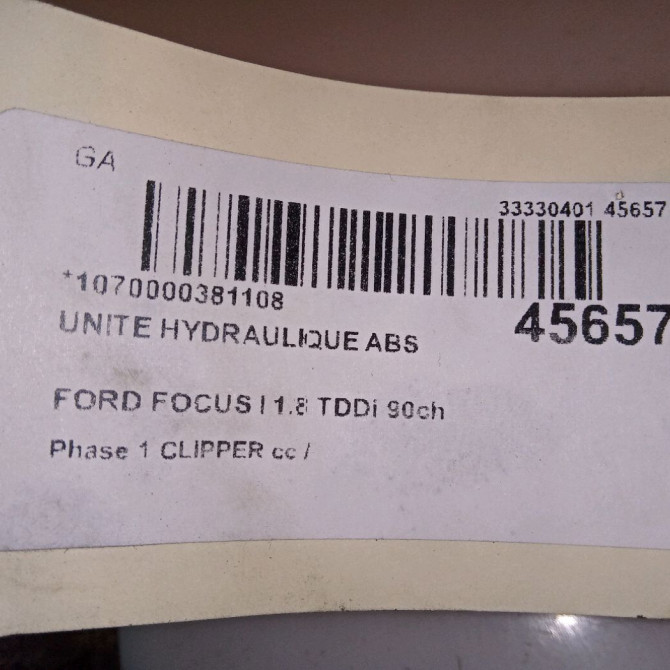 GA
33330401 45657
*1070000381108
45657
UNITE HYDRAULIQUE ABS
FORD FOCUS I 1.8 TDDi 90ch
Phase 1 CLIPPER cc /